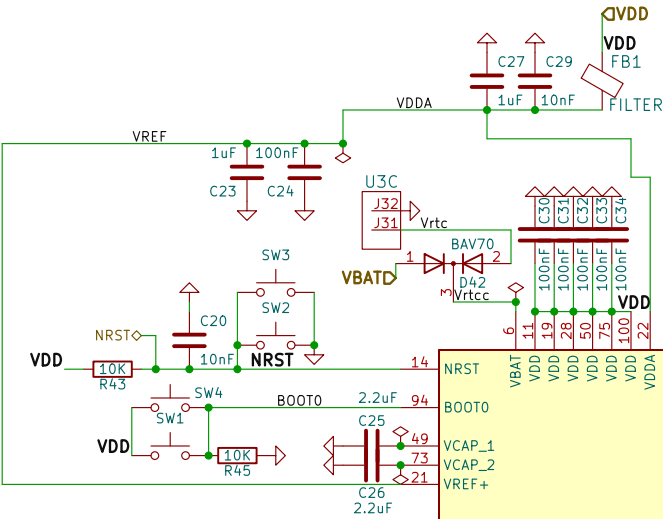 VDD
VDD
FB1
FILTER
C27
C29
1uF
10nF
VDDA
VREF
1uF
100nF
C23
C24
U3C
J32
J31
Vrtc
BAV70
1
2
3
VBAT
D42
Vrtcc
C30
C31
C32
C33
C34
100nF
100nF
100nF
100nF
100nF
VDD
SW3
SW2
C20
10nF
NRST
NRST
VDD
10K
R43
6
11
19
28
50
75
100
22
VBAT
VDD
VDD
VDD
VDD
VDD
VDD
VDDA
14
NRST
SW4
SW1
BOOT0
2.2uF
94
BOOT0
VDD
10K
R45
C25
49
VCAP_1
73
VCAP_2
21
VREF+
C26
2.2uF